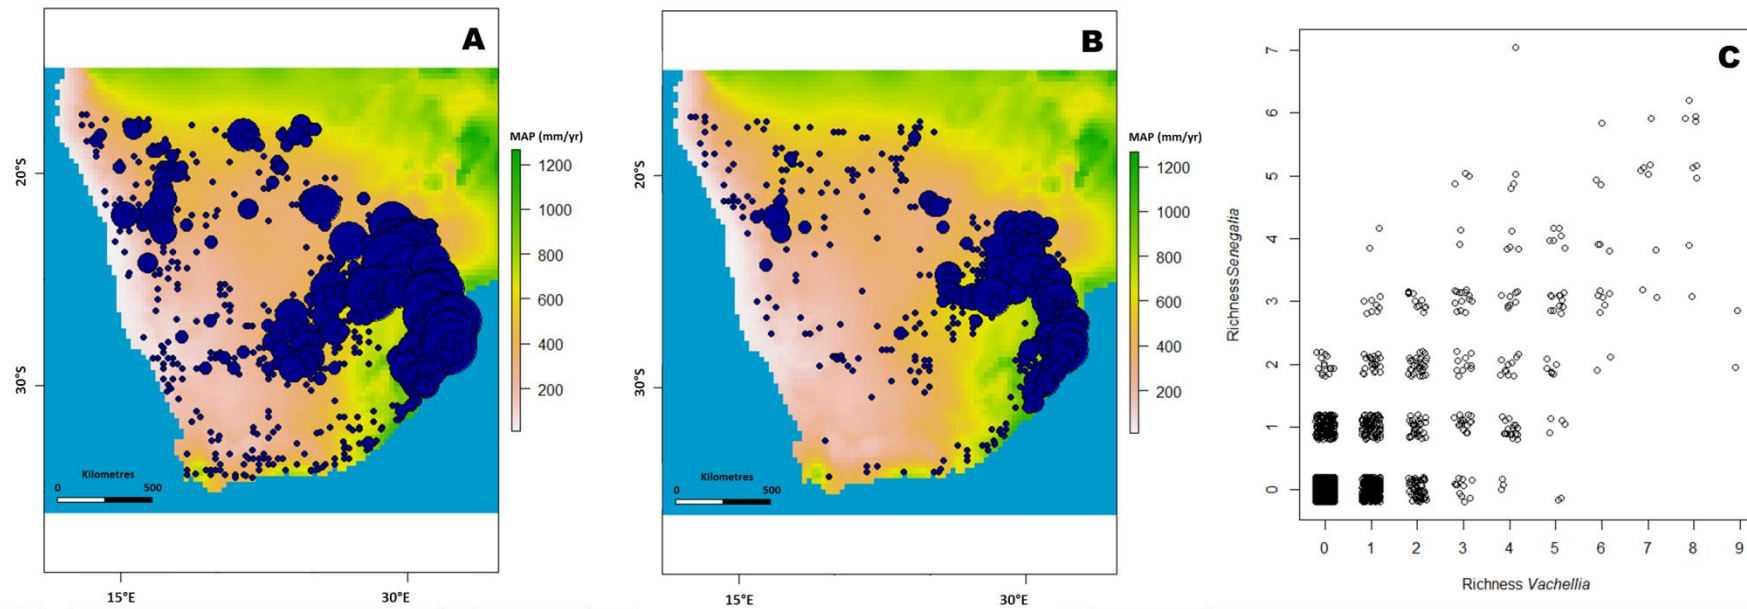 A
MAP (mm/yr)
1200
1000
800
600
400
200
20°S
30°S
Kilometres
0 500
15°E 30°E
B
MAP (mm/yr)
1200
1000
800
600
400
200
20°S
30°S
Kilometres
0 500
15°E 30°E
C
7
6
5
4
3
2
1
0
RichnessSenegalia
0 1 2 3 4 5 6 7 8 9
Richness Vachellia